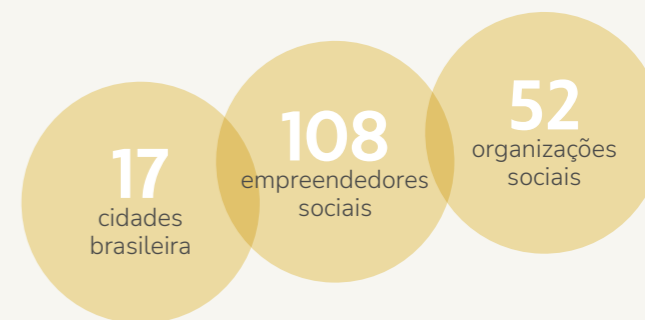 17
cidades
brasileira
108
empreendedores
sociais
52
organizações
sociais